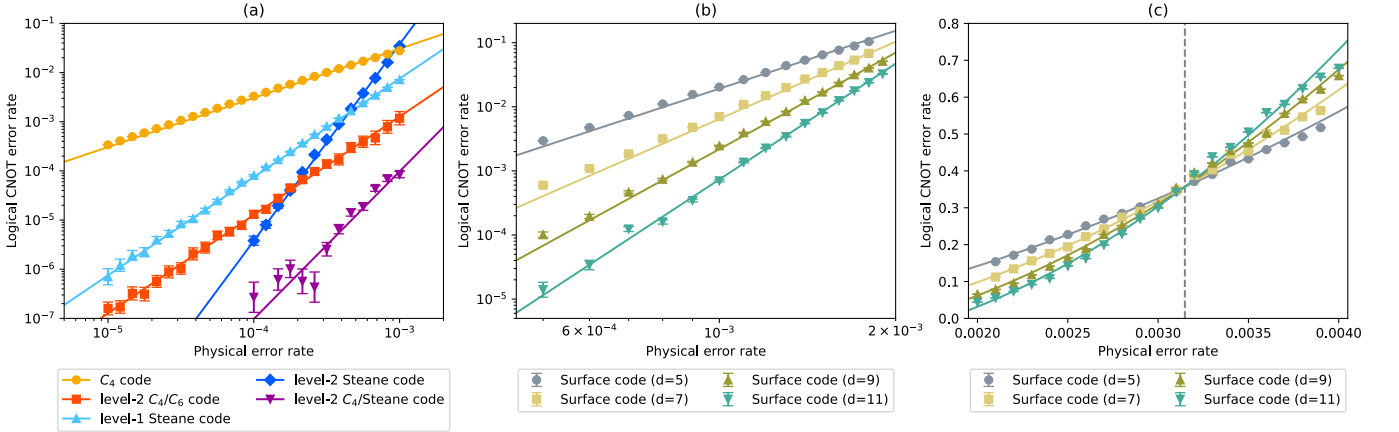 (a)
Logical CNOT error rate
10⁻¹
10⁻²
10⁻³
10⁻⁴
10⁻⁵
10⁻⁶
10⁻⁷
10⁻⁵ 10⁻⁴ 10⁻³
Physical error rate
C₄ code
level-2 C₄/C₆ code
level-1 Steane code
level-2 Steane code
level-2 C₄/Steane code
(b)
Logical CNOT error rate
10⁻¹
10⁻²
10⁻³
10⁻⁴
10⁻⁵
6 × 10⁻⁴ 10⁻³ 2 × 10⁻³
Physical error rate
Surface code (d=5)
Surface code (d=7)
Surface code (d=9)
Surface code (d=11)
(c)
Logical CNOT error rate
0.8
0.7
0.6
0.5
0.4
0.3
0.2
0.1
0.0
0.0020 0.0025 0.0030 0.0035 0.0040
Physical error rate
Surface code (d=5)
Surface code (d=7)
Surface code (d=9)
Surface code (d=11)